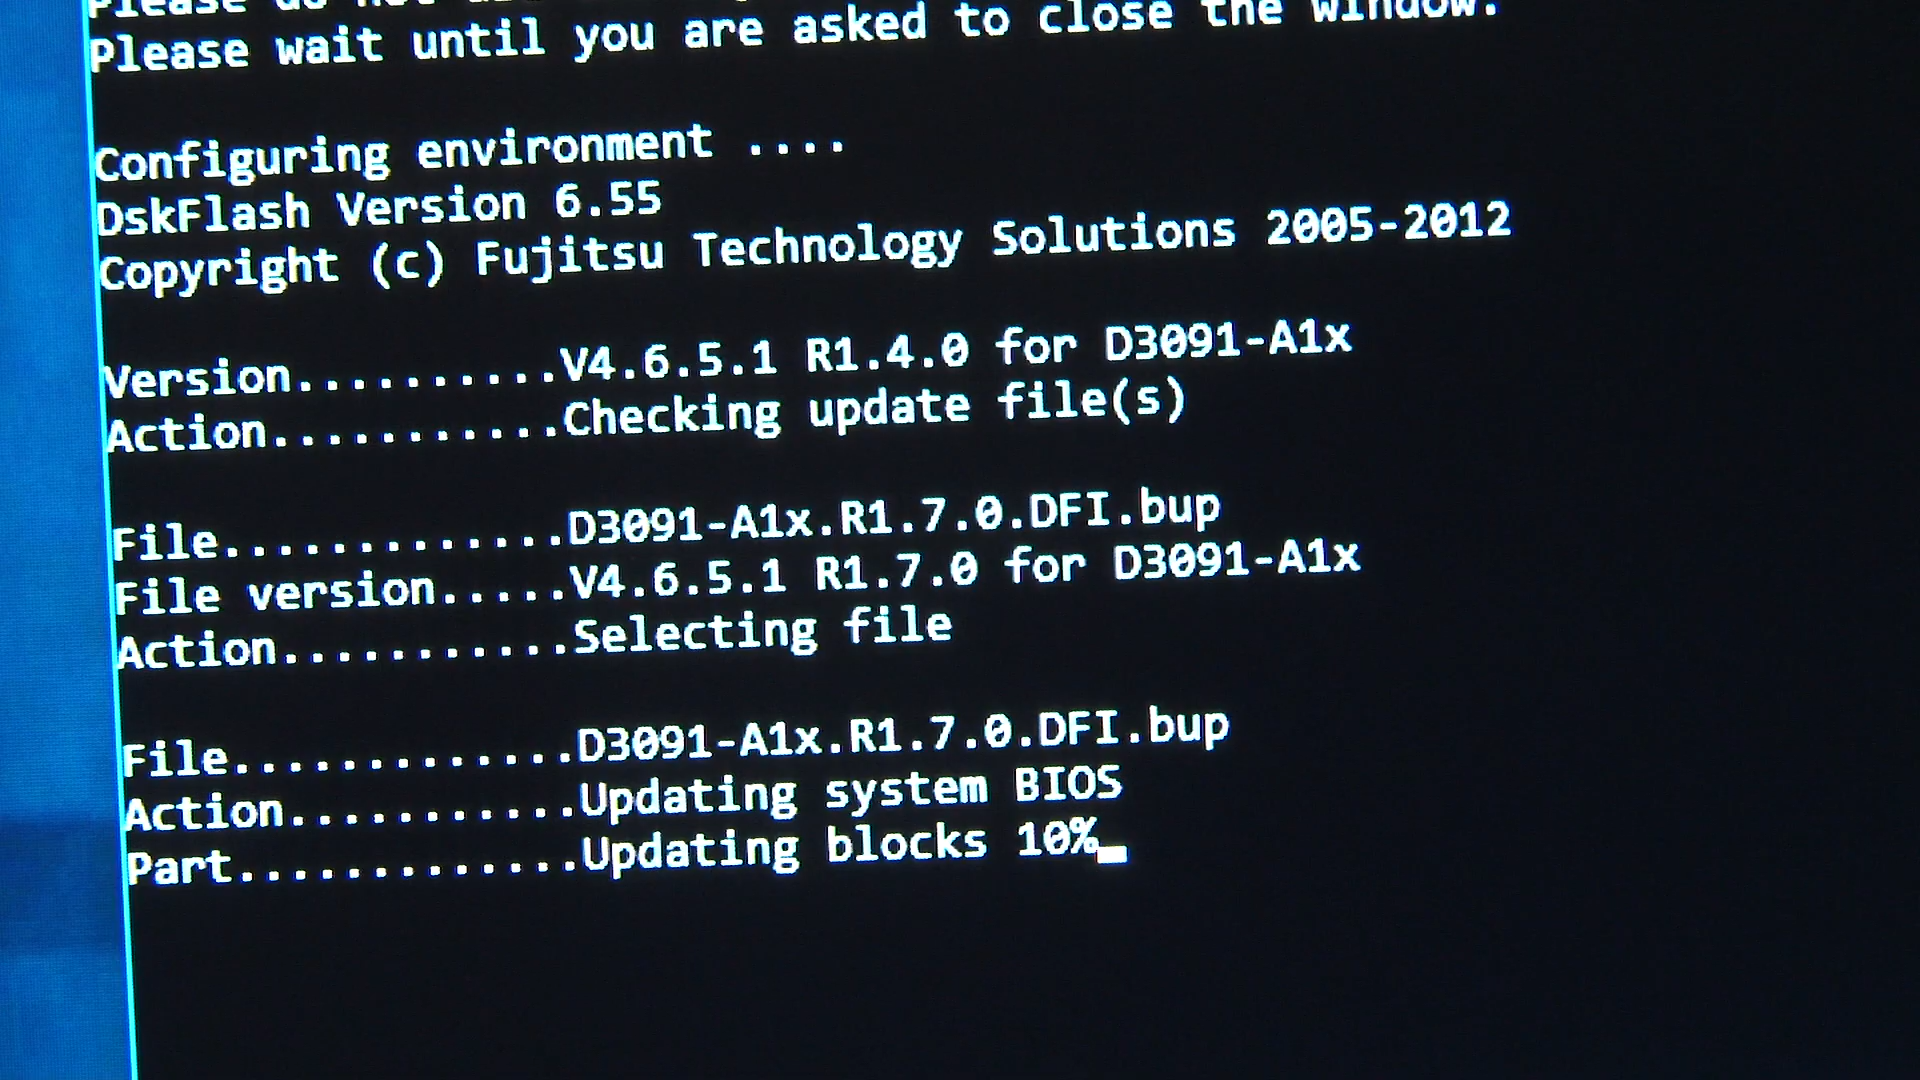 Please do not
Please wait until you are asked to close the window.
Configuring environment ....
DskFlash Version 6.55
Copyright (c) Fujitsu Technology Solutions 2005-2012
Version..........V4.6.5.1 R1.4.0 for D3091-A1x
Action...........Checking update file(s)
File.............D3091-A1x.R1.7.0.DFI.bup
File version.....V4.6.5.1 R1.7.0 for D3091-A1x
Action...........Selecting file
File.............D3091-A1x.R1.7.0.DFI.bup
Action...........Updating system BIOS
Part.............Updating blocks 10%